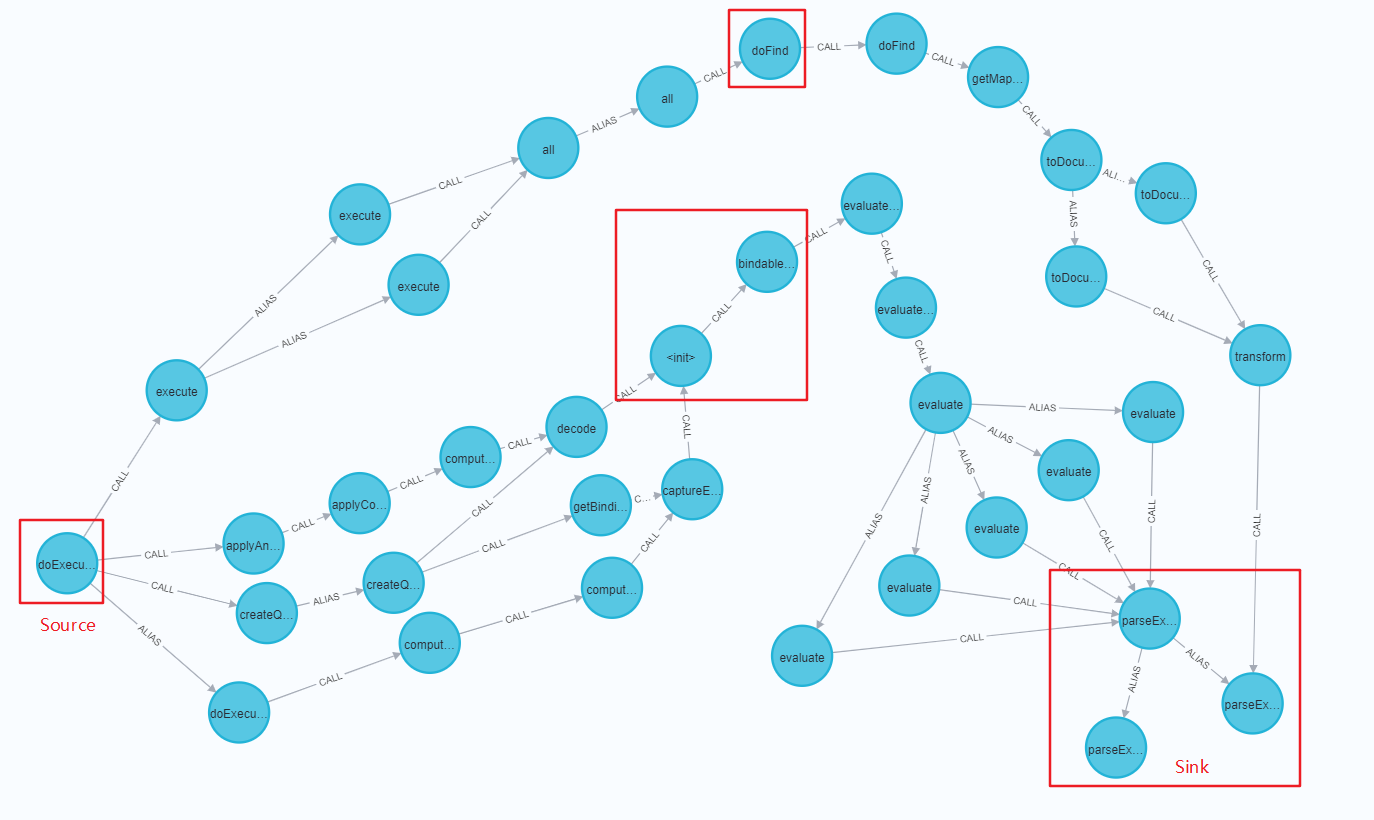 doFind
CALL
doFind
CALL
getMap...
CALL
all
CALL
ALIAS
all
CALL
toDocu...
ALI...
toDocu...
ALIAS
CALL
toDocu...
CALL
transform
CALL
execute
CALL
execute
ALIAS
ALIAS
execute
CALL
evaluate...
CALL
bindable...
CALL
evaluate...
CALL
CALL
<init>
CALL
evaluate
ALIAS
evaluate
ALIAS
evaluate
ALIAS
evaluate
ALIAS
evaluate
ALIAS
evaluate
CALL
CALL
CALL
CALL
CALL
decode
CALL
comput...
CALL
applyCo...
CALL
applyAn...
CALL
captureE...
CALL
C...
getBindi...
CALL
CALL
createQ...
ALIAS
createQ...
CALL
CALL
comput...
CALL
comput...
CALL
doExecu...
ALIAS
doExecu...
Source
parseEx...
ALIAS
ALIAS
parseEx...
parseEx...
Sink